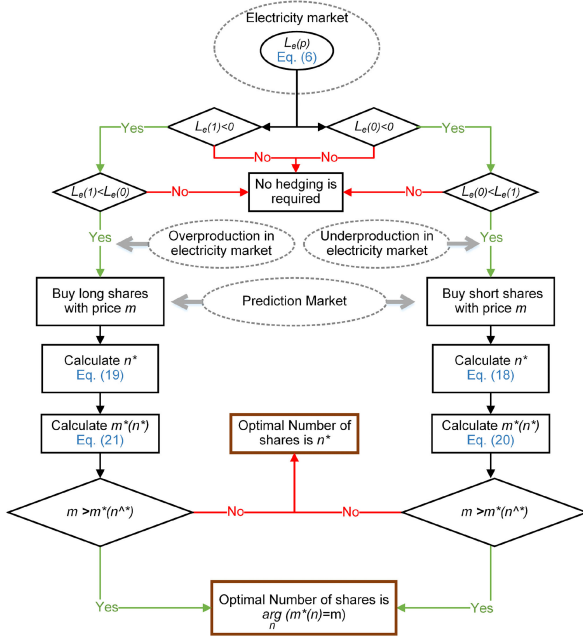 Electricity market
Lₑ(p)
Eq. (6)
Yes
Lₑ(1)<0
Lₑ(0)<0
Yes
No
No
Lₑ(1)<Lₑ(0)
No
No hedging is
required
No
Lₑ(0)<Lₑ(1)
Yes
Overproduction in
electricity market
Underproduction in
electricity market
Yes
Buy long shares
with price m
Prediction Market
Buy short shares
with price m
Calculate n*
Eq. (19)
Calculate n*
Eq. (18)
Calculate m*(n*)
Eq. (21)
Optimal Number of
shares is n*
Calculate m*(n*)
Eq. (20)
m >m*(n^*)
No
No
m >m*(n^*)
Yes
Optimal Number of shares is
arg (m*(n)=m)
n
Yes